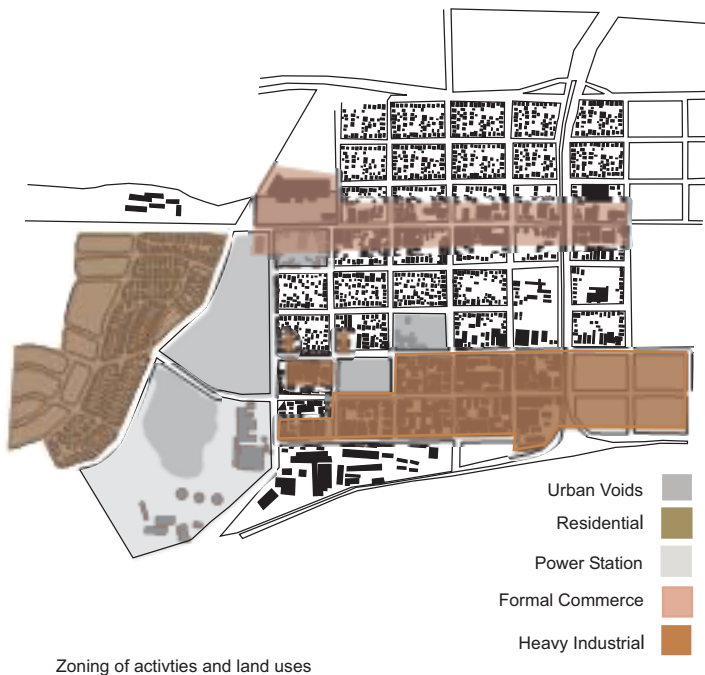 Urban Voids
Residential
Power Station
Formal Commerce
Heavy Industrial
Zoning of activties and land uses